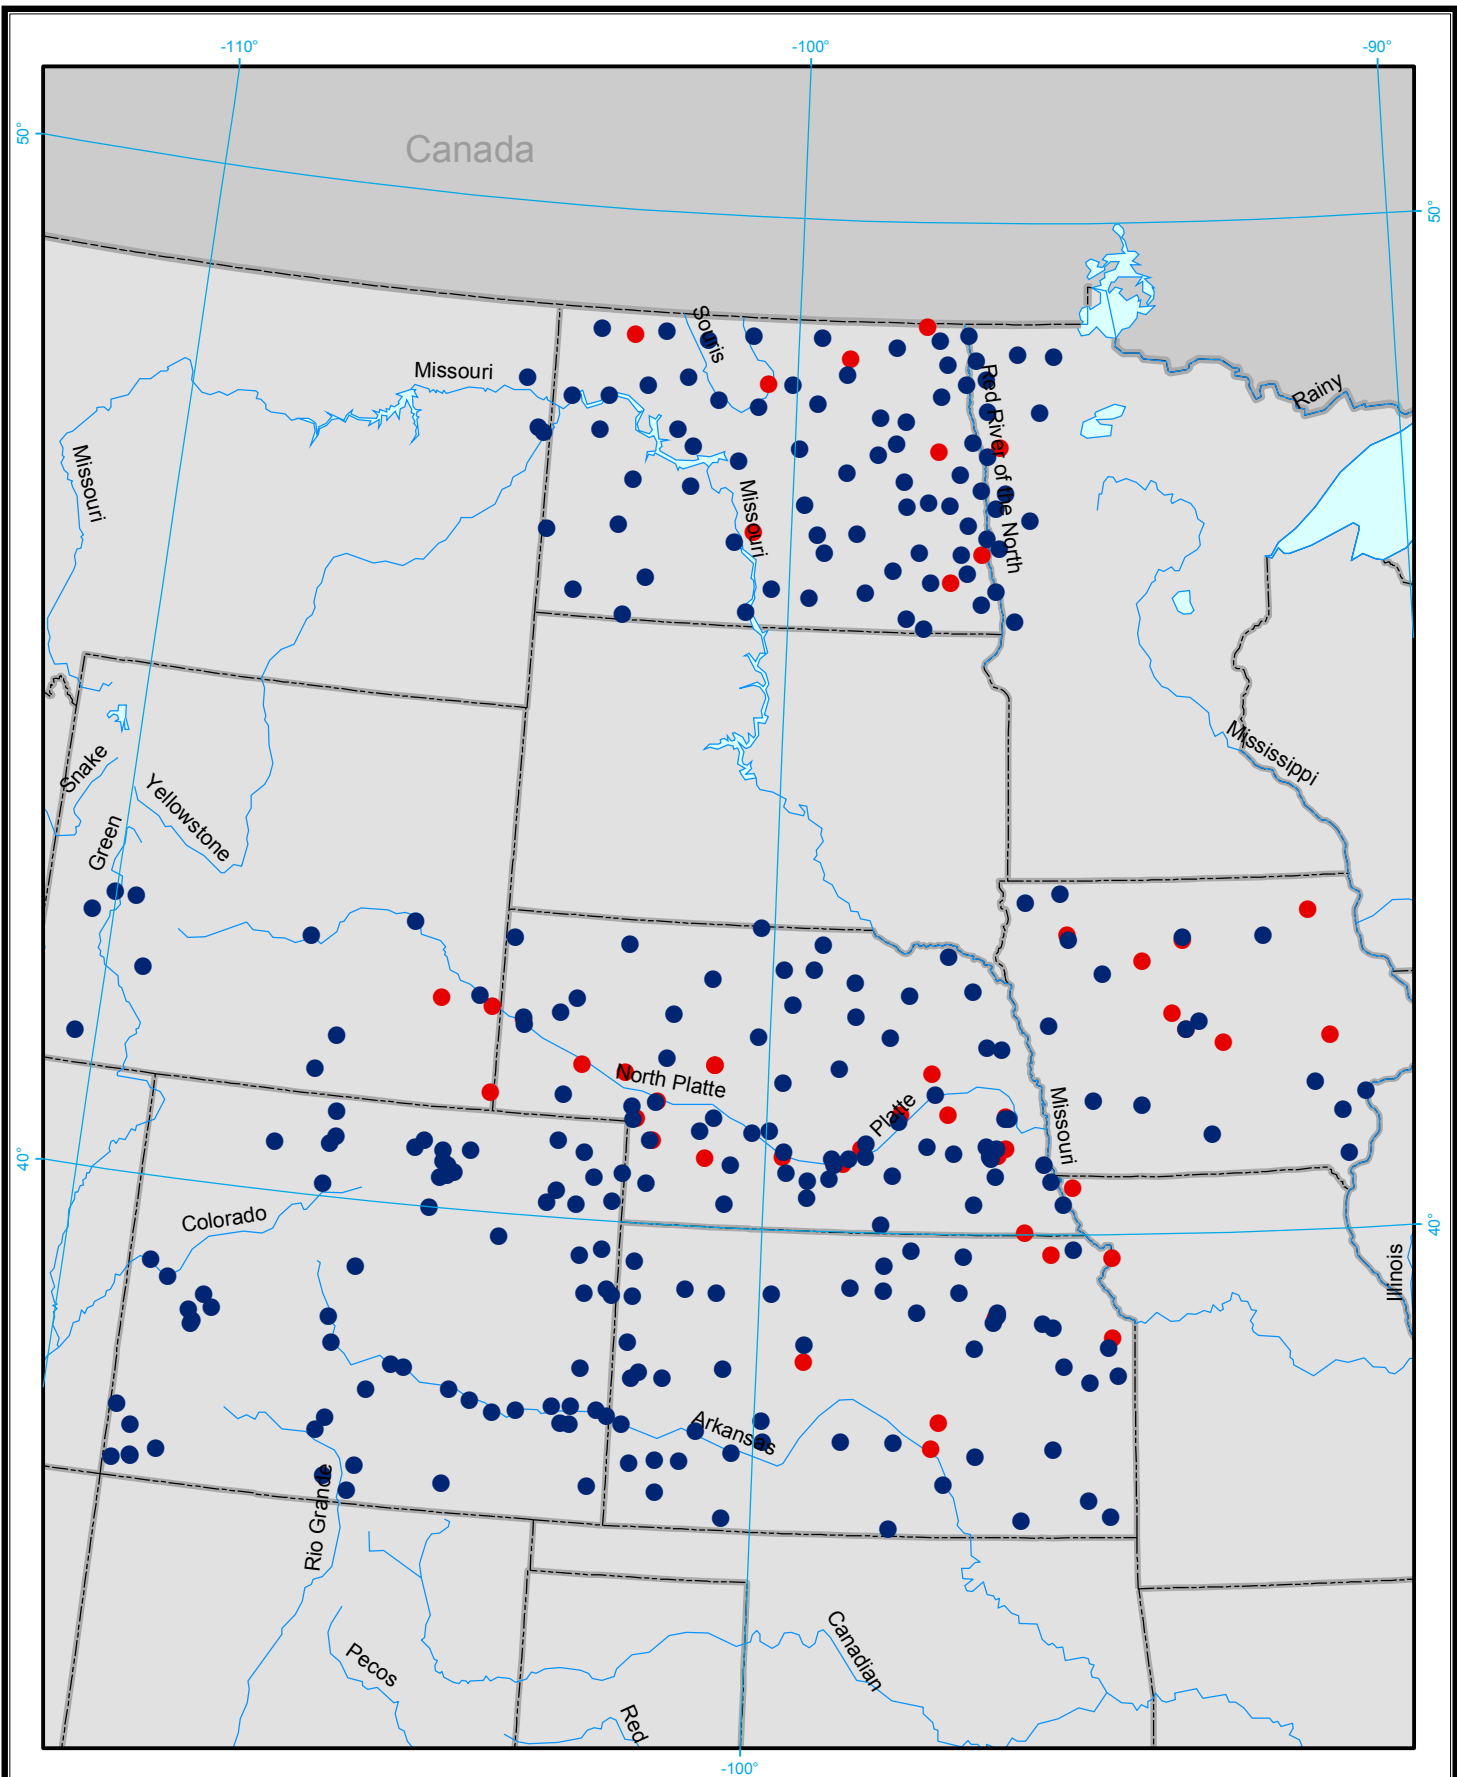 -110°
-100°
-90°
50°
Canada
50°
Souris
Missouri
Red River of the North
Rainy
Missouri
Missouri
Mississippi
Snake
Yellowstone
Green
North Platte
Platte
Missouri
40°
40°
Colorado
Illinois
Arkansas
Rio Grande
Canadian
Pecos
Red
-100°